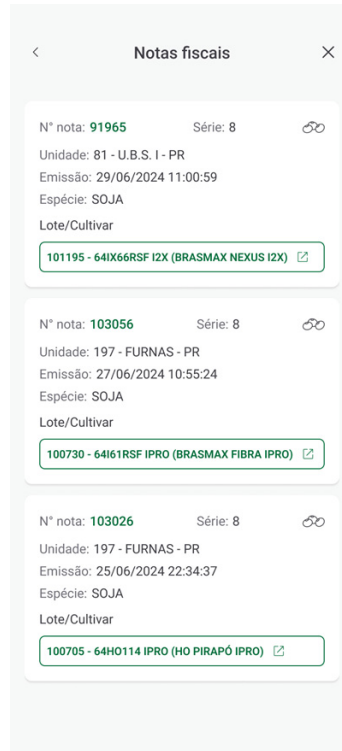 Notas fiscais
N° nota: 91965 Série: 8
Unidade: 81 - U.B.S. I - PR
Emissão: 29/06/2024 11:00:59
Espécie: SOJA
Lote/Cultivar
101195 - 64IX66RSF I2X (BRASMAX NEXUS I2X)
N° nota: 103056 Série: 8
Unidade: 197 - FURNAS - PR
Emissão: 27/06/2024 10:55:24
Espécie: SOJA
Lote/Cultivar
100730 - 64I61RSF IPRO (BRASMAX FIBRA IPRO)
N° nota: 103026 Série: 8
Unidade: 197 - FURNAS - PR
Emissão: 25/06/2024 22:34:37
Espécie: SOJA
Lote/Cultivar
100705 - 64HO114 IPRO (HO PIRAPÓ IPRO)